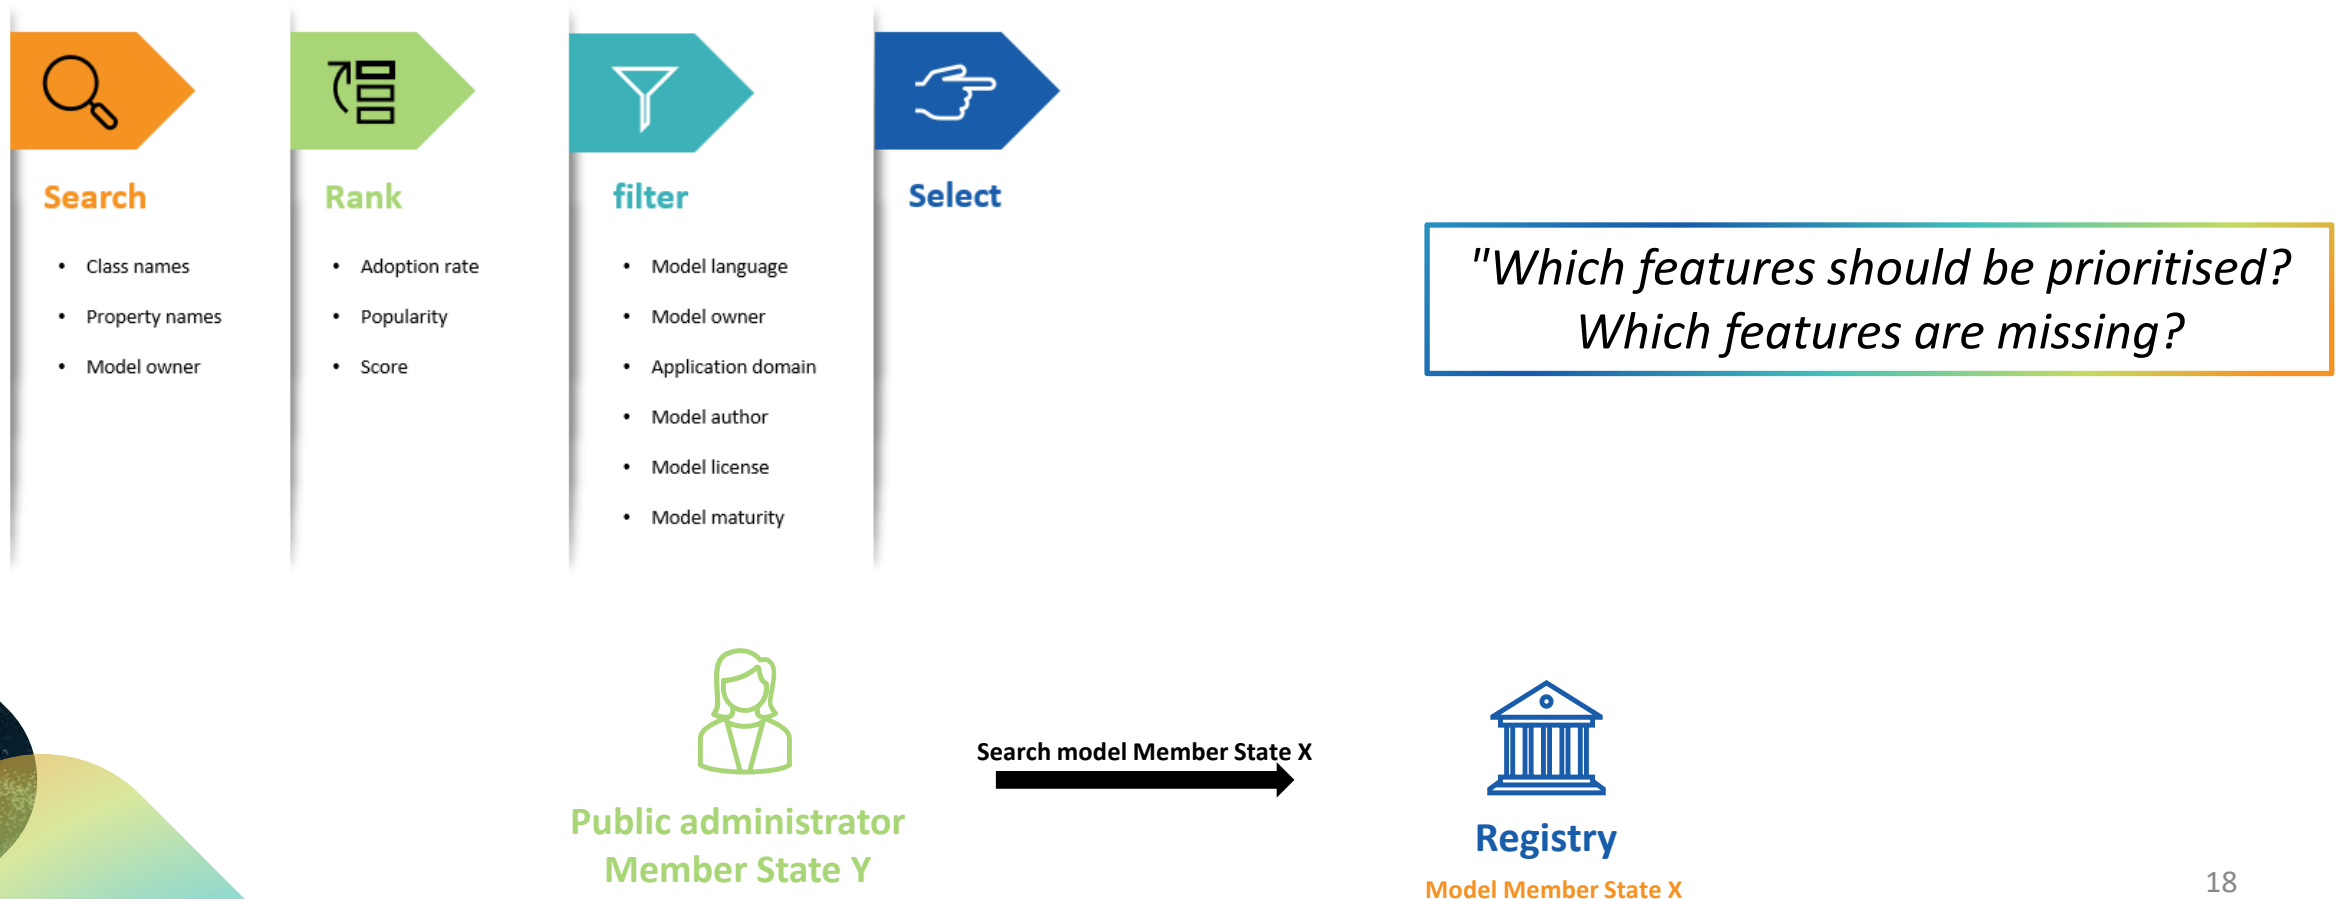 Search
• Class names
• Property names
• Model owner
Rank
• Adoption rate
• Popularity
• Score
filter
• Model language
• Model owner
• Application domain
• Model author
• Model license
• Model maturity
Select
"Which features should be prioritised?
Which features are missing?
Public administrator
Member State Y
Search model Member State X
Registry
Model Member State X
18